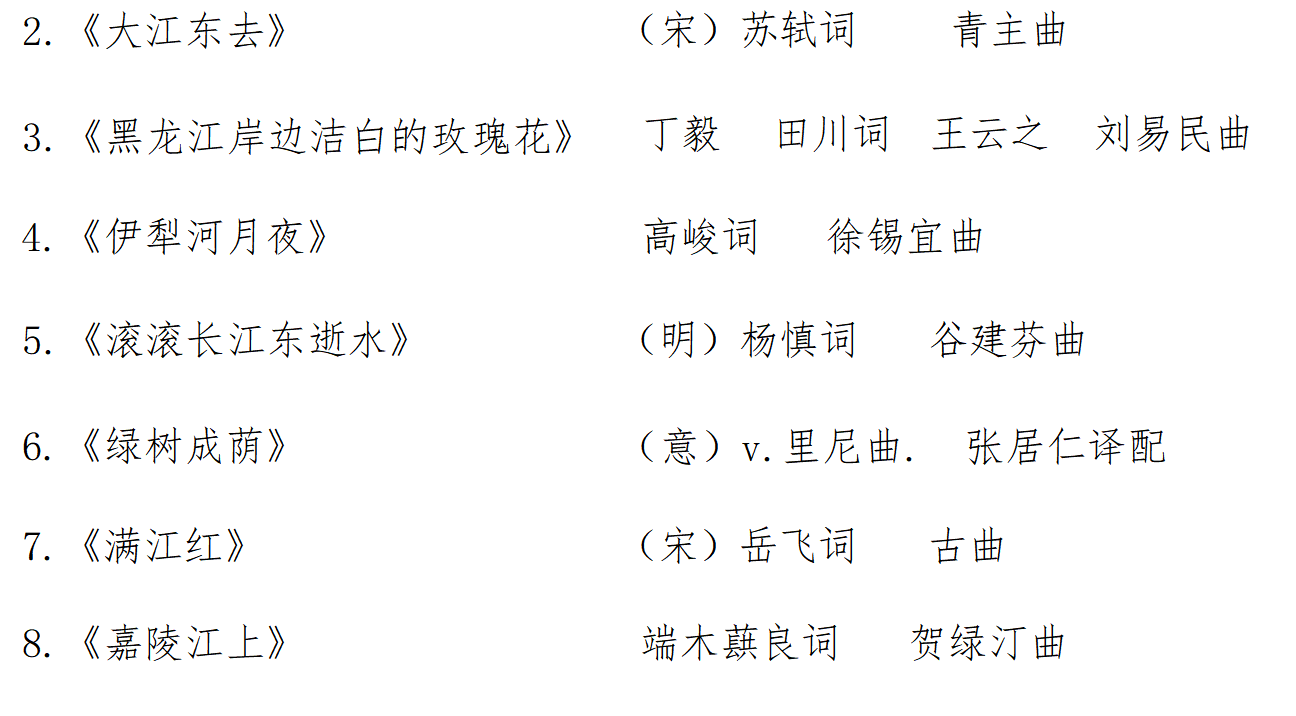 2.《大江东去》 （宋）苏轼词 青主曲
3.《黑龙江岸边洁白的玫瑰花》 丁毅 田川词 王云之 刘易民曲
4.《伊犁河月夜》 高峻词 徐锡宜曲
5.《滚滚长江东逝水》 （明）杨慎词 谷建芬曲
6.《绿树成荫》 （意）v.里尼曲. 张居仁译配
7.《满江红》 （宋）岳飞词 古曲
8.《嘉陵江上》 端木蕻良词 贺绿汀曲